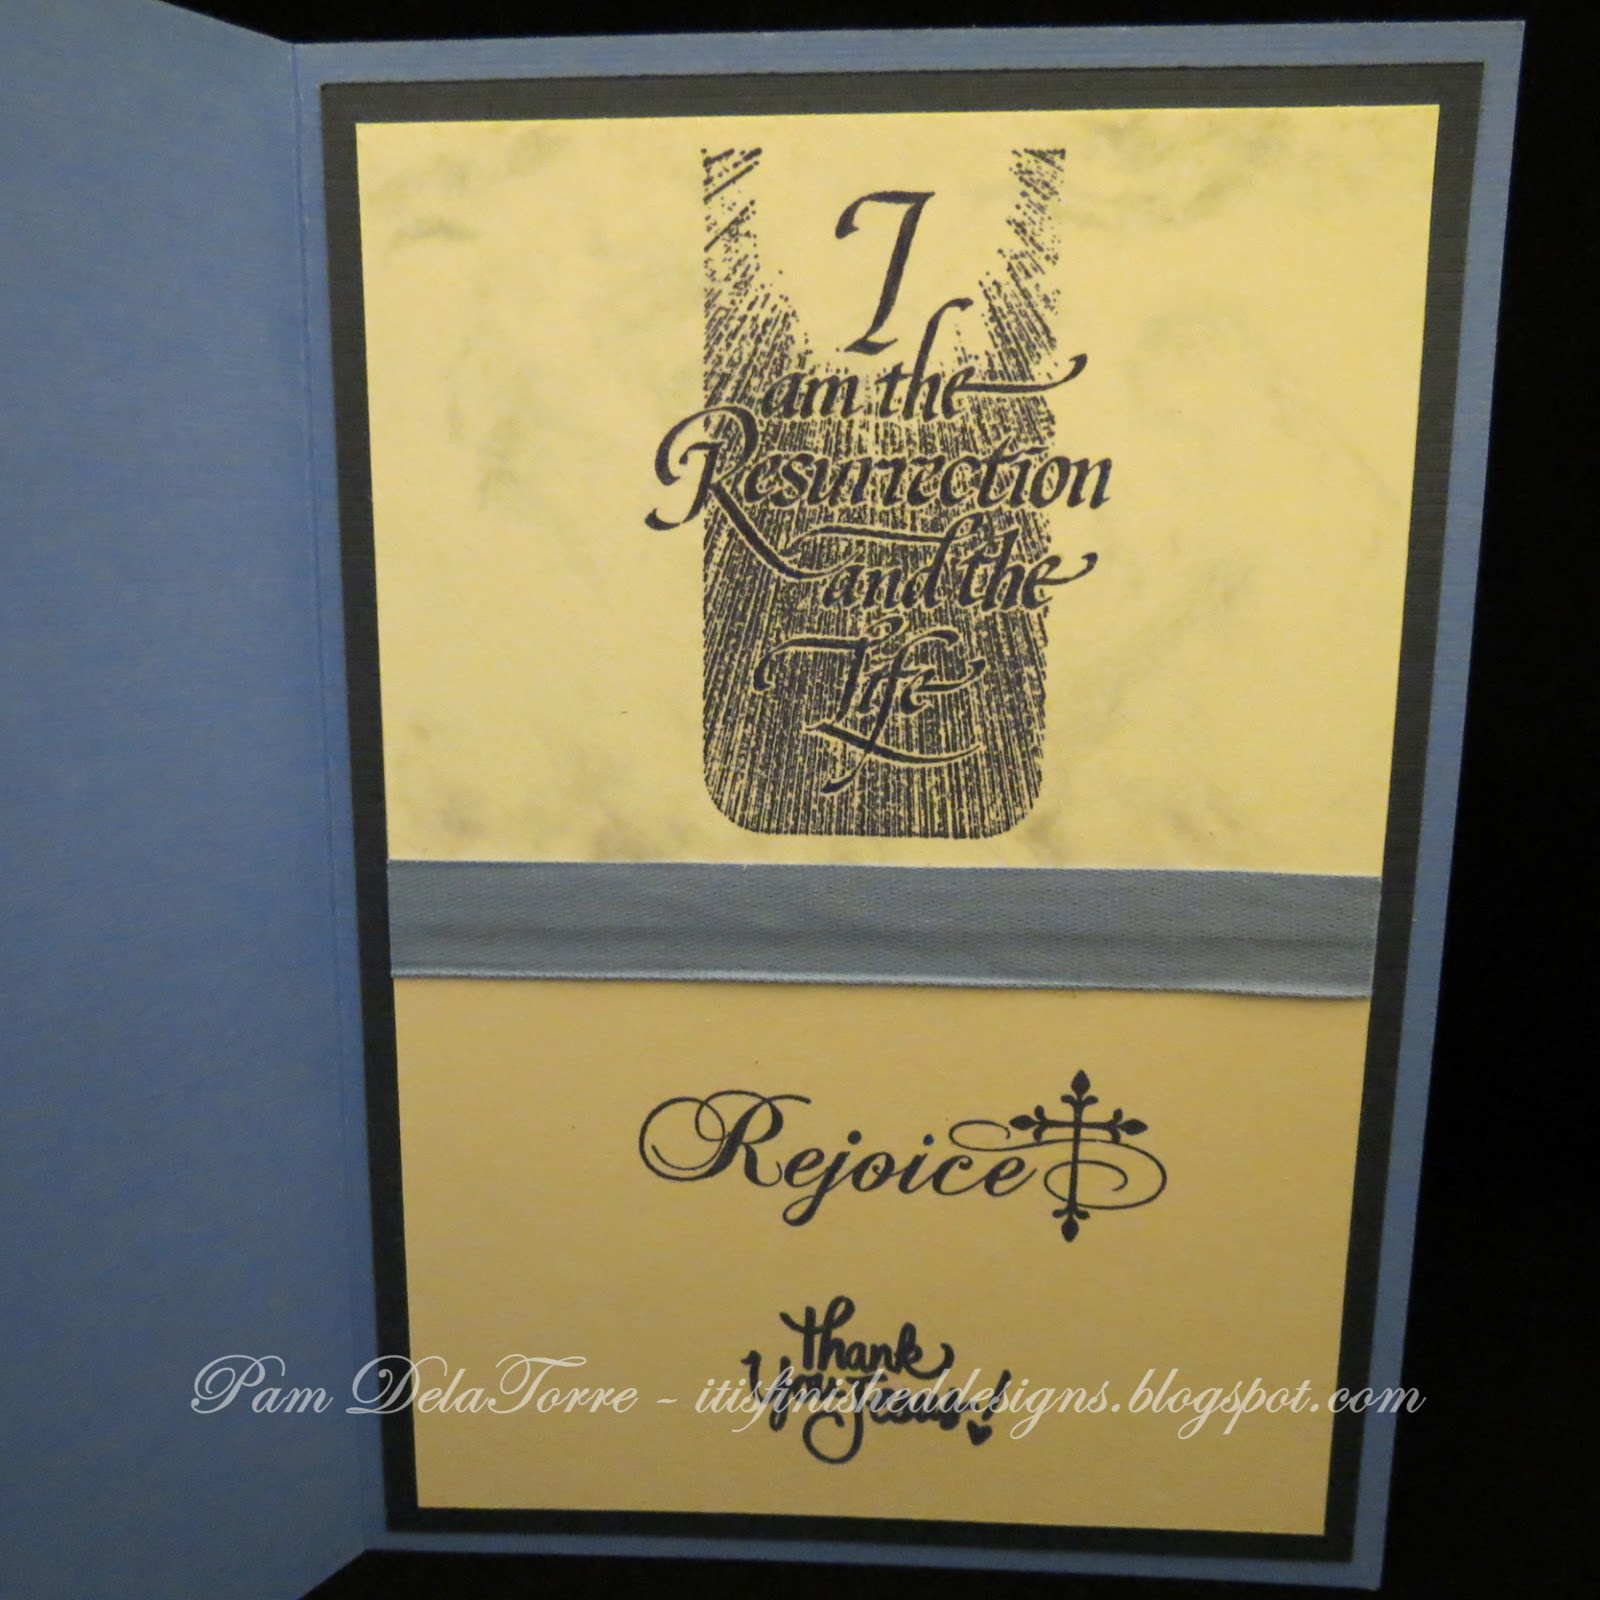 I
am the
Resurrection
and the
Life
Rejoice
Thank
You Jesus!
Pam DelaTorre - itisfinisheddesigns.blogspot.com